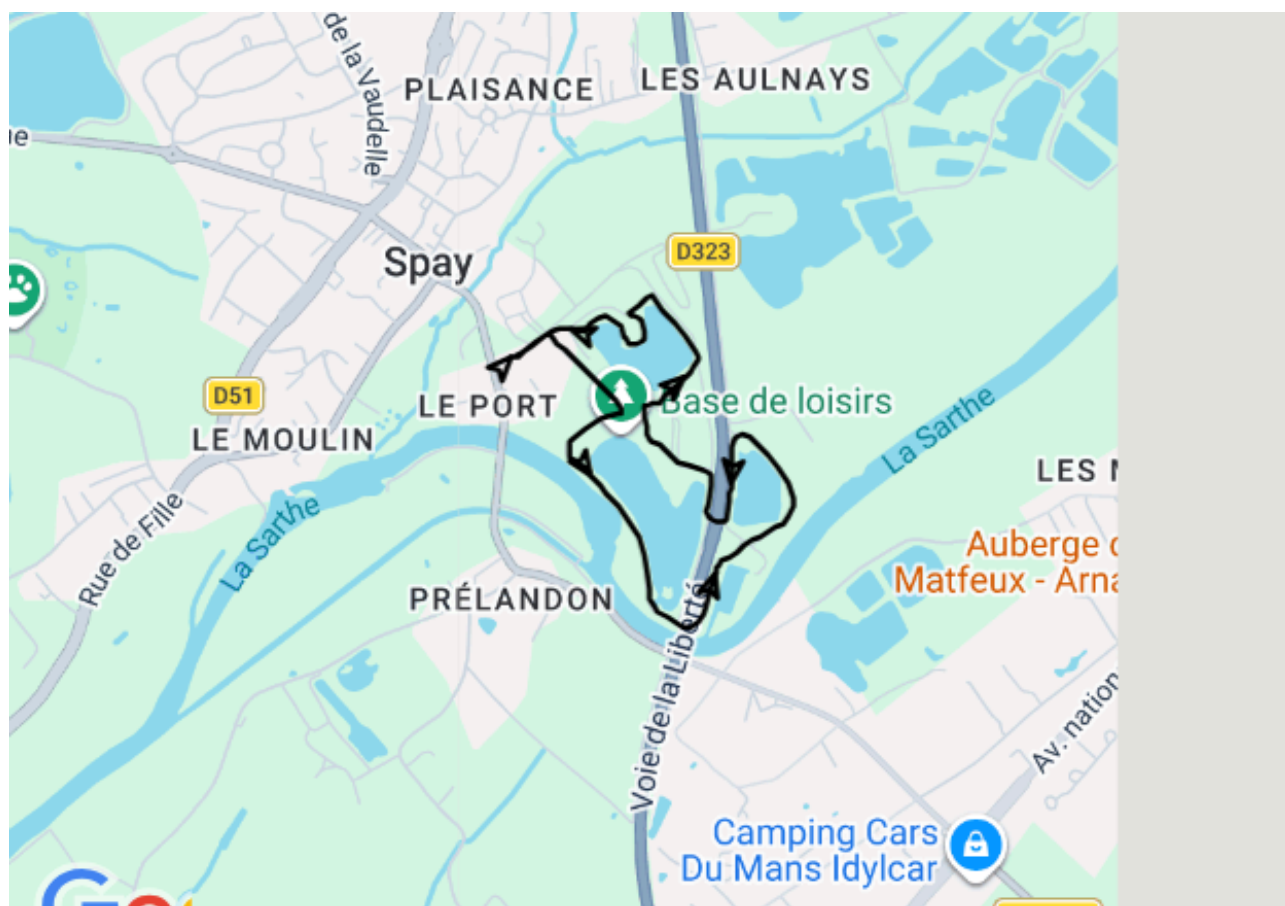 de la Vaudelle
PLAISANCE
LES AULNAYS
Spay
D323
D51
LE PORT
Base de loisirs
LE MOULIN
La Sarthe
LES
Rue de Fille
La Sarthe
Auberge
Matfeux - Arna
PRÉLANDON
Voie de la Liberté
Av. nation
Camping Cars
Du Mans Idylcar